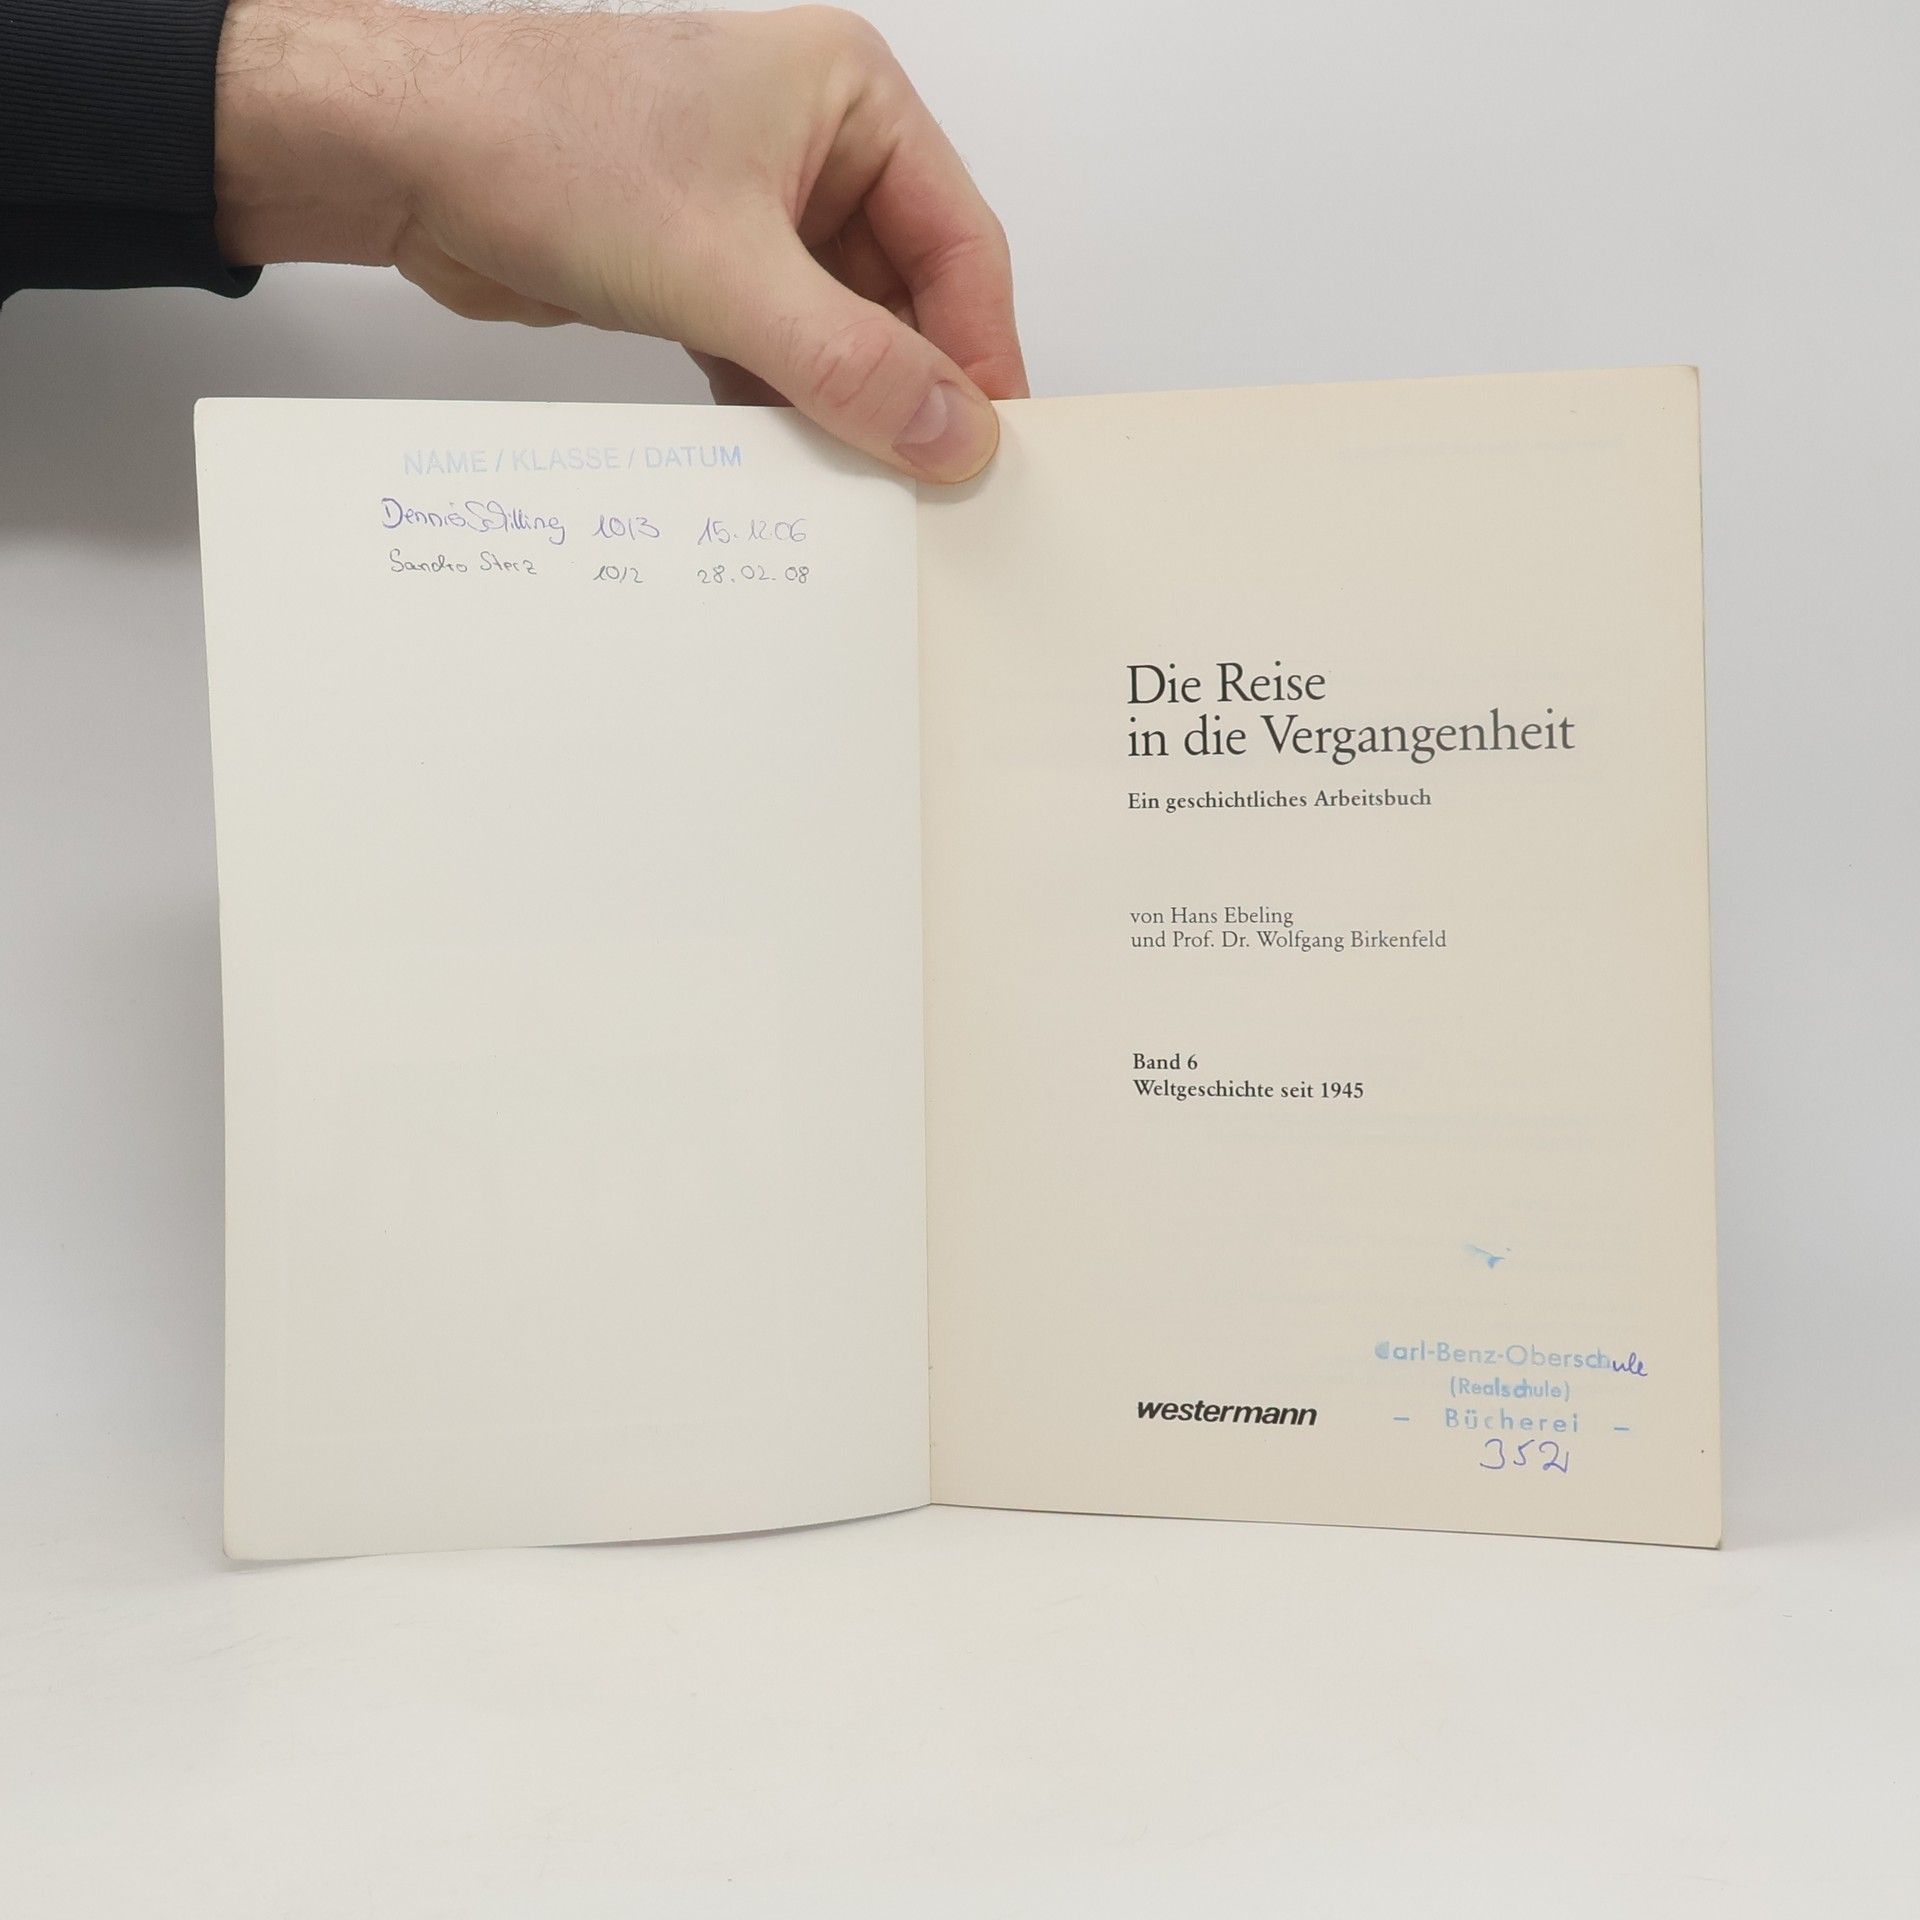 NAME / KLASSE / DATUM
Dennis Schilling 10/3 15.12.06
Sandro Sterz 10/2 28.02.08
Die Reise
in die Vergangenheit
Ein geschichtliches Arbeitsbuch
von Hans Ebeling
und Prof. Dr. Wolfgang Birkenfeld
Band 6
Weltgeschichte seit 1945
westermann
Carl-Benz-Oberschule
(Realschule)
– Bücherei –
352